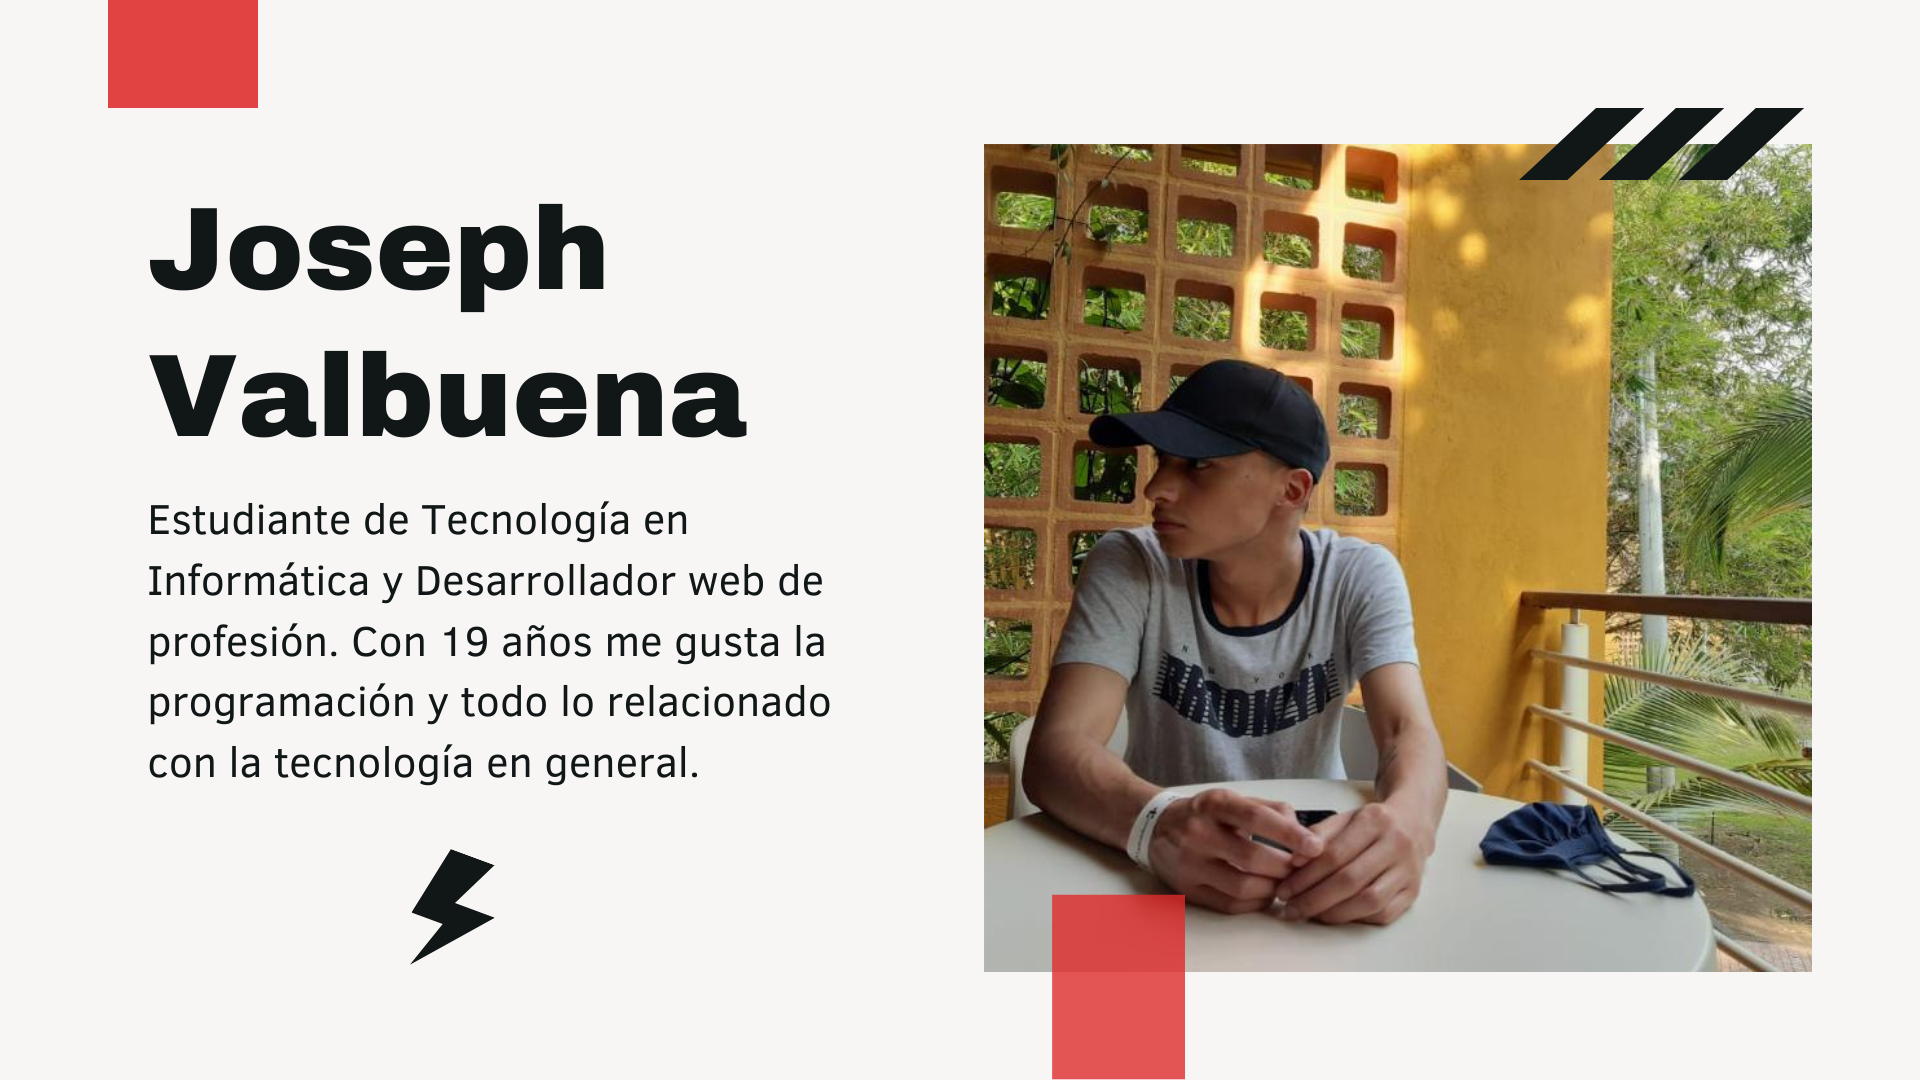 Joseph
Valbuena
Estudiante de Tecnología en
Informática y Desarrollador web de
profesión. Con 19 años me gusta la
programación y todo lo relacionado
con la tecnología en general.
BROOKLYN